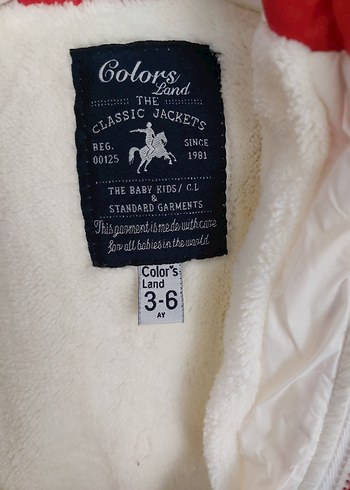 Colors
Land
THE
CLASSIC JACKETS
REG. SINCE
00125 1981
THE BABY KIDS/ C.L
&
STANDARD GARMENTS
This garment is made with care
for all babies in the world.
Color's
Land
3-6
AY